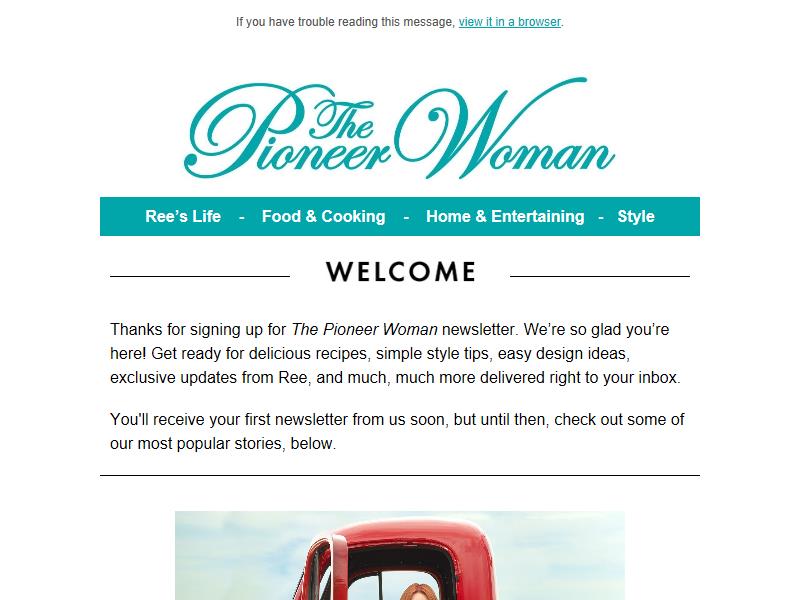 If you have trouble reading this message, view it in a browser.
The
Pioneer Woman
Ree’s Life - Food & Cooking - Home & Entertaining - Style
WELCOME
Thanks for signing up for The Pioneer Woman newsletter. We’re so glad you’re
here! Get ready for delicious recipes, simple style tips, easy design ideas,
exclusive updates from Ree, and much, much more delivered right to your inbox.
You'll receive your first newsletter from us soon, but until then, check out some of
our most popular stories, below.